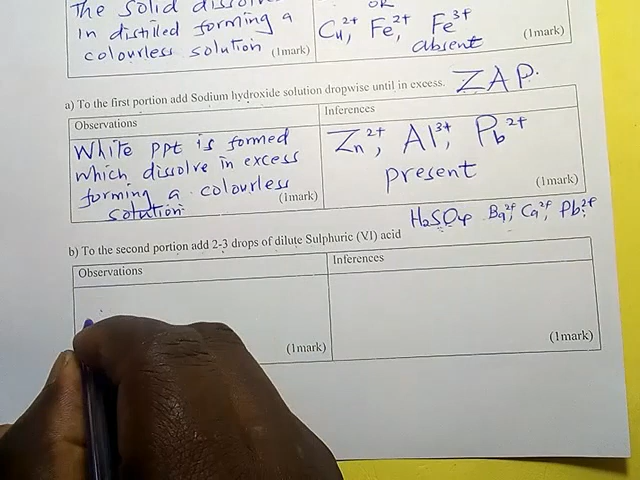 The solid dissolve
in distilled forming a
colourless solution (1mark)
OR
Cu²⁺, Fe²⁺, Fe³⁺
absent (1mark)
a) To the first portion add Sodium hydroxide solution dropwise until in excess. ZAP.
Observations
Inferences
White ppt is formed
which dissolve in excess
forming a colourless
solution (1mark)
Zn²⁺, Al³⁺, Pb²⁺
present
(1mark)
H₂SO₄ Ba²⁺, Ca²⁺, Pb²⁺
b) To the second portion add 2-3 drops of dilute Sulphuric (VI) acid
Observations
Inferences
(1mark)
(1mark)